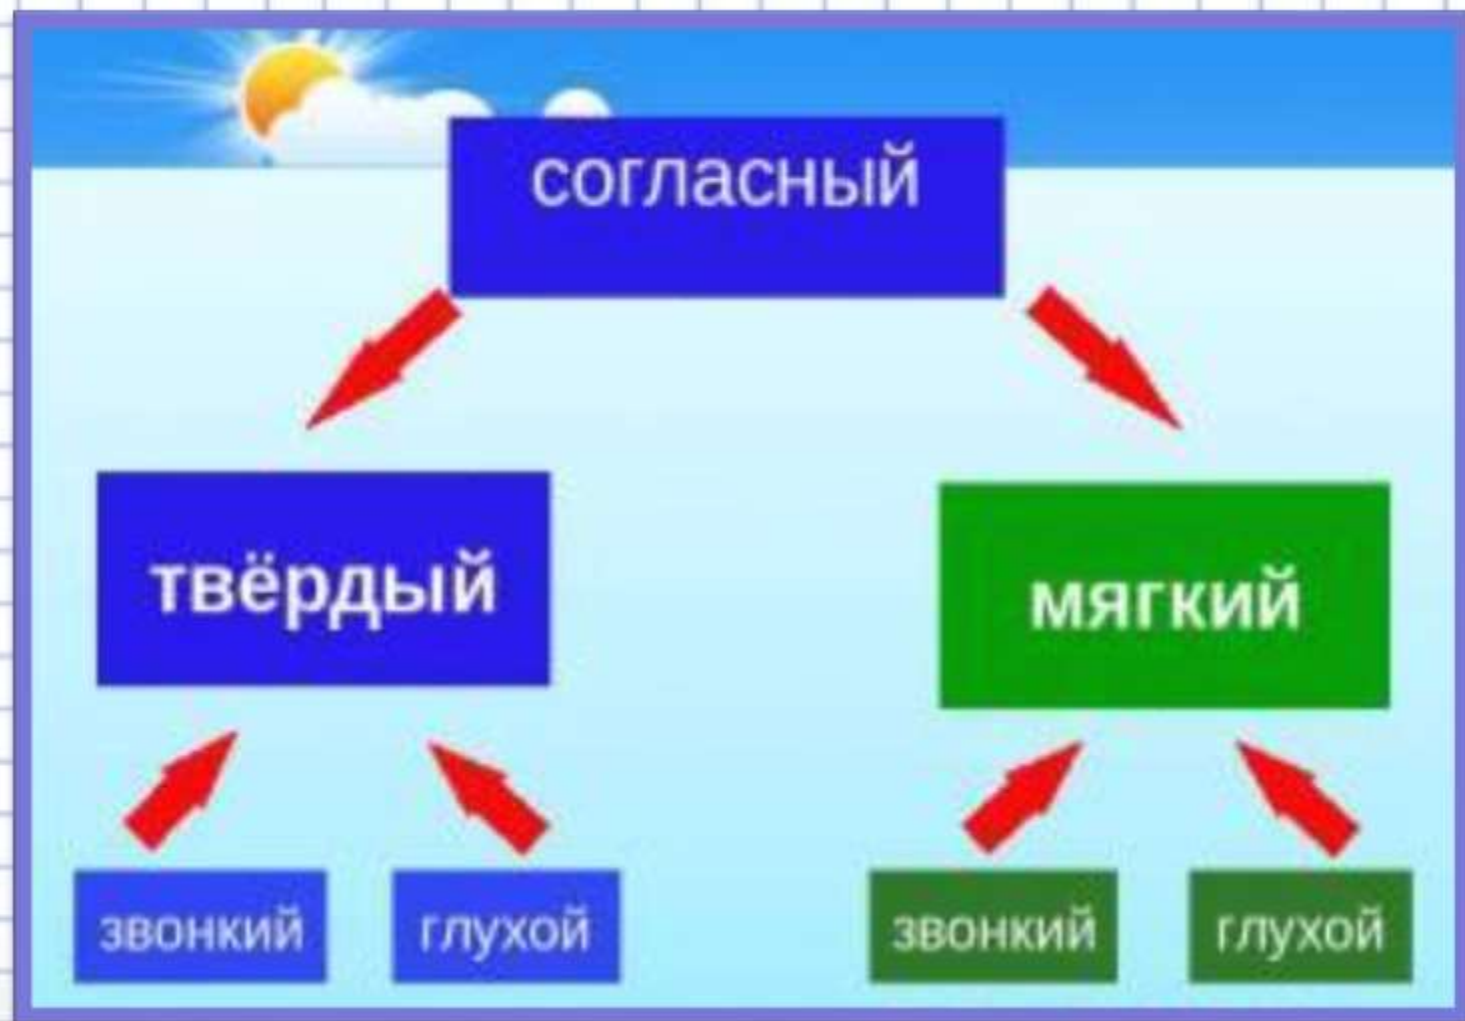 согласный
твёрдый
мягкий
звонкий
глухой
звонкий
глухой